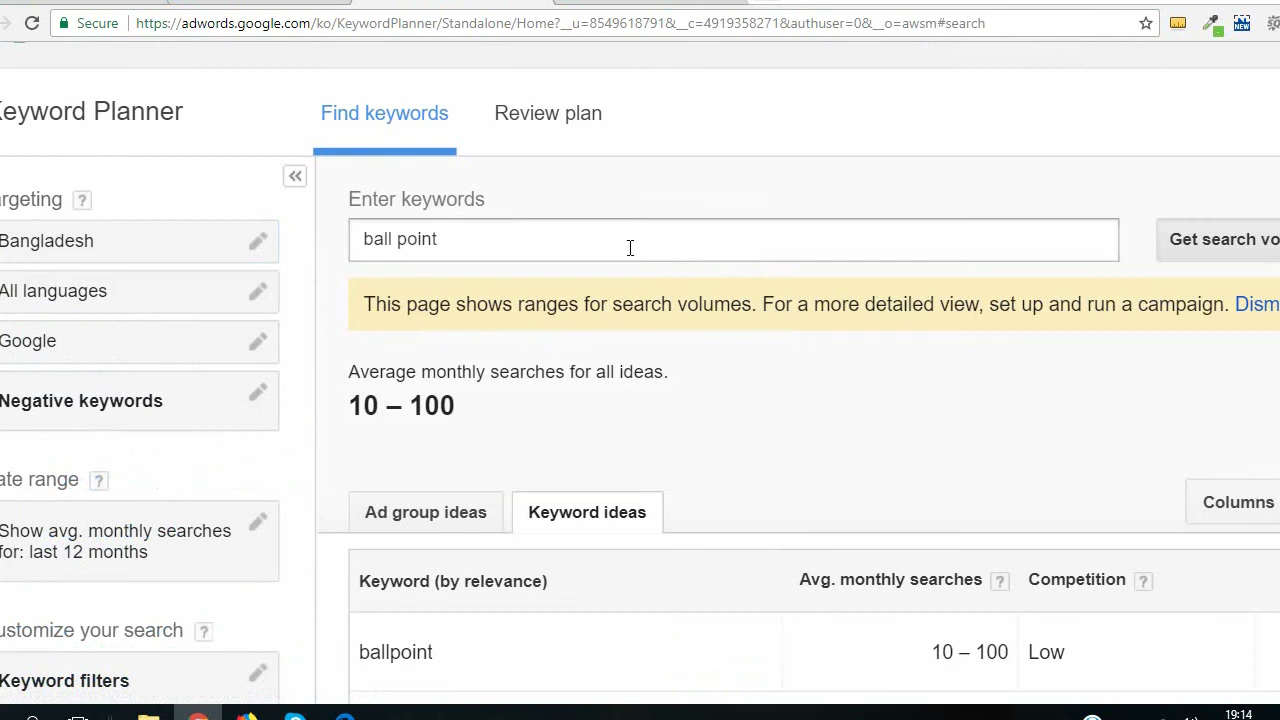 Secure https://adwords.google.com/ko/KeywordPlanner/Standalone/Home?__u=8549618791&__c=4919358271&authuser=0&__o=awsm#search
NEW
eyword Planner
Find keywords
Review plan
rgeting ?
Bangladesh
All languages
Google
Negative keywords
ate range ?
Show avg. monthly searches
for: last 12 months
ustomize your search ?
Keyword filters
Enter keywords
ball point
Get search vo
This page shows ranges for search volumes. For a more detailed view, set up and run a campaign. Dism
Average monthly searches for all ideas.
10 – 100
Ad group ideas
Keyword ideas
Columns
Keyword (by relevance) Avg. monthly searches ? Competition ?
ballpoint 10 – 100 Low
19:14